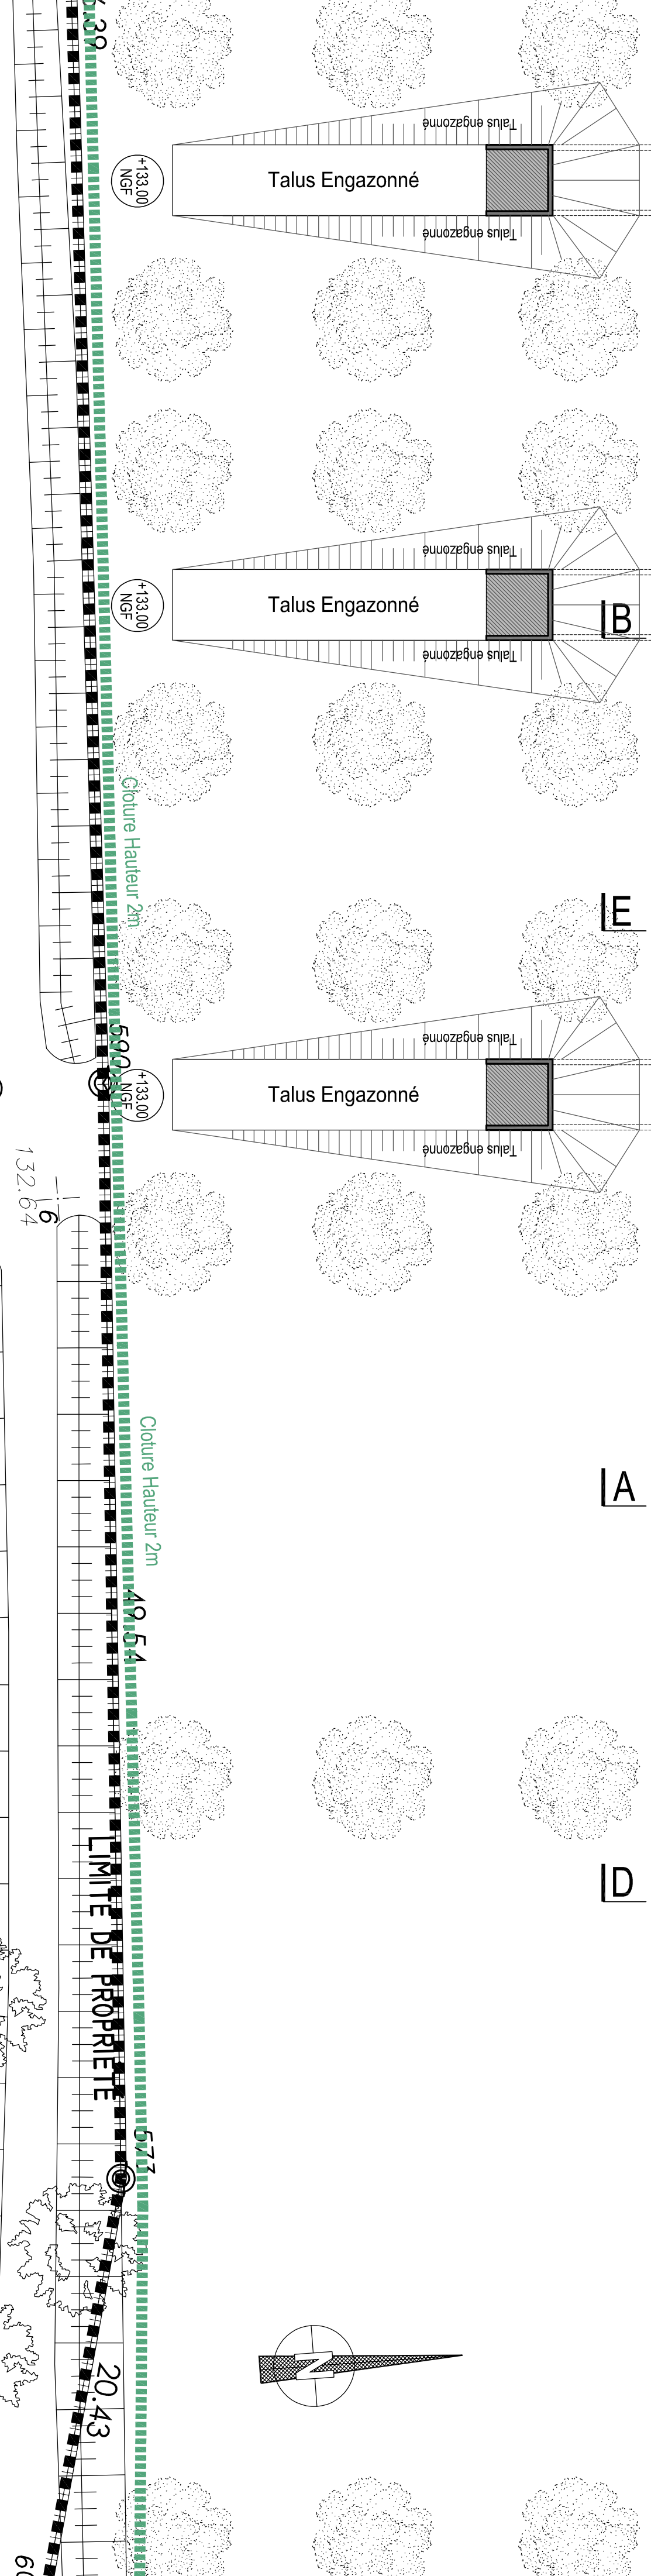 Talus engazonné
+133.00
NGF
Talus Engazonné
Talus engazonné
Talus engazonné
+133.00
NGF
Talus Engazonné
B
Talus engazonné
Cloture Hauteur 2m
E
Talus engazonné
+133.00
NGF
Talus Engazonné
Talus engazonné
132.64
6
Cloture Hauteur 2m
A
49.54
LIMITE DE PROPRIETE
D
573
N
20.43